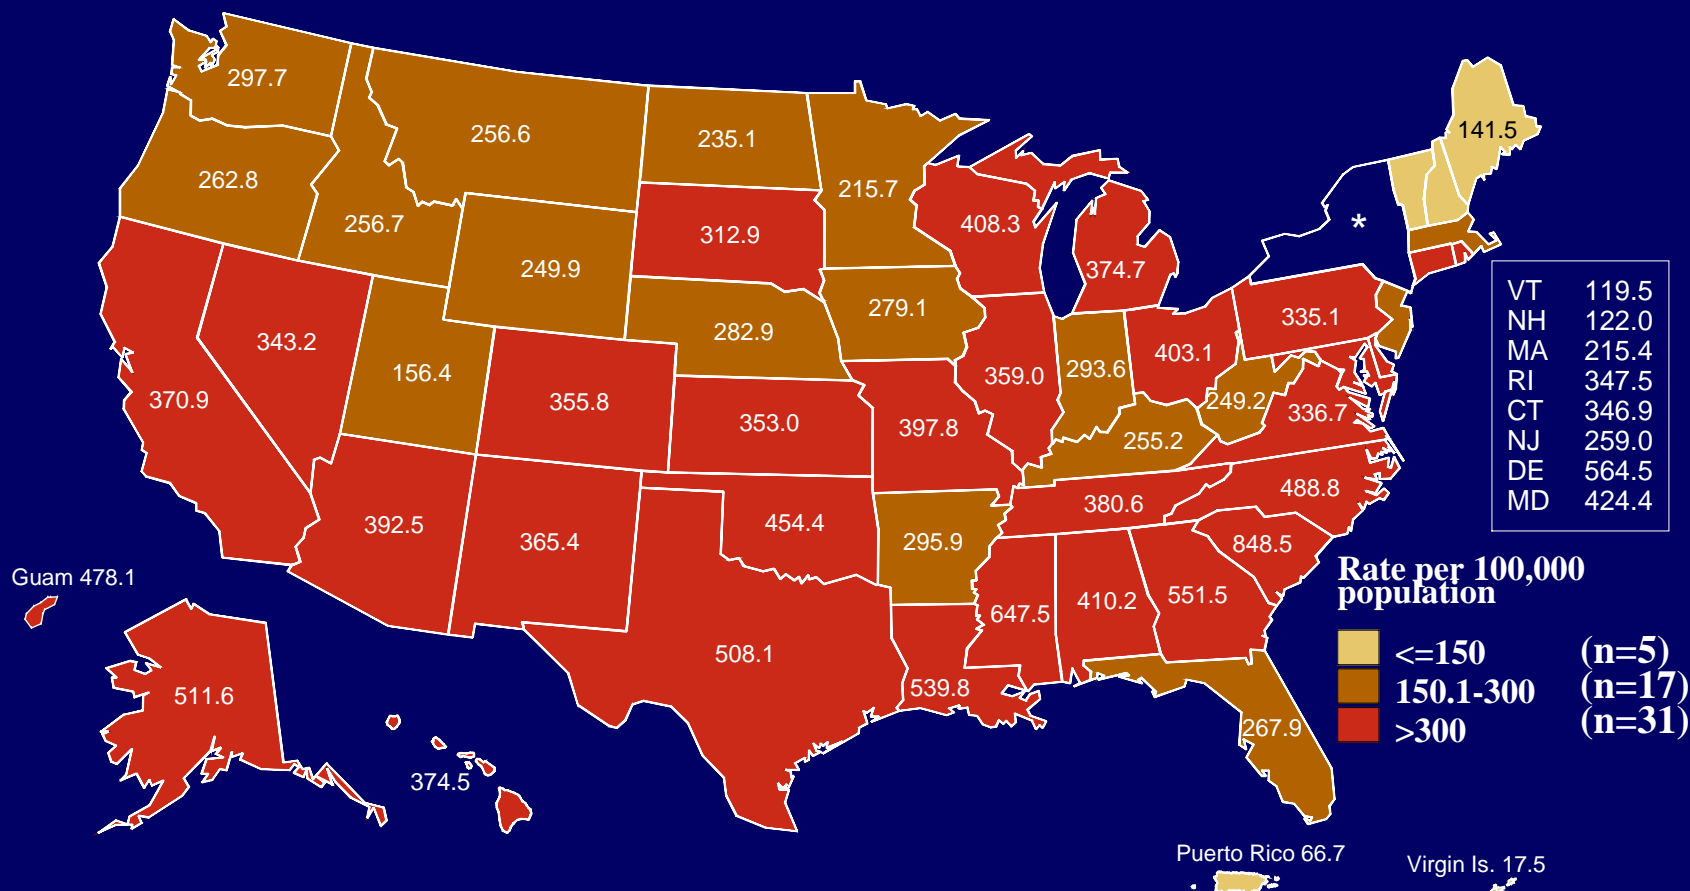 297.7
256.6
235.1
141.5
262.8
215.7
256.7
312.9
408.3
*
249.9
374.7
VT 119.5
279.1
335.1
NH 122.0
343.2
282.9
403.1
MA 215.4
156.4
359.0
293.6
RI 347.5
370.9
355.8
353.0
397.8
249.2
336.7
CT 346.9
255.2
NJ 259.0
DE 564.5
392.5
365.4
454.4
380.6
488.8
MD 424.4
295.9
848.5
Guam 478.1
Rate per 100,000
population
647.5
410.2
551.5
508.1
<=150 (n=5)
511.6
539.8
150.1-300 (n=17)
267.9
>300 (n=31)
374.5
Puerto Rico 66.7
Virgin Is. 17.5